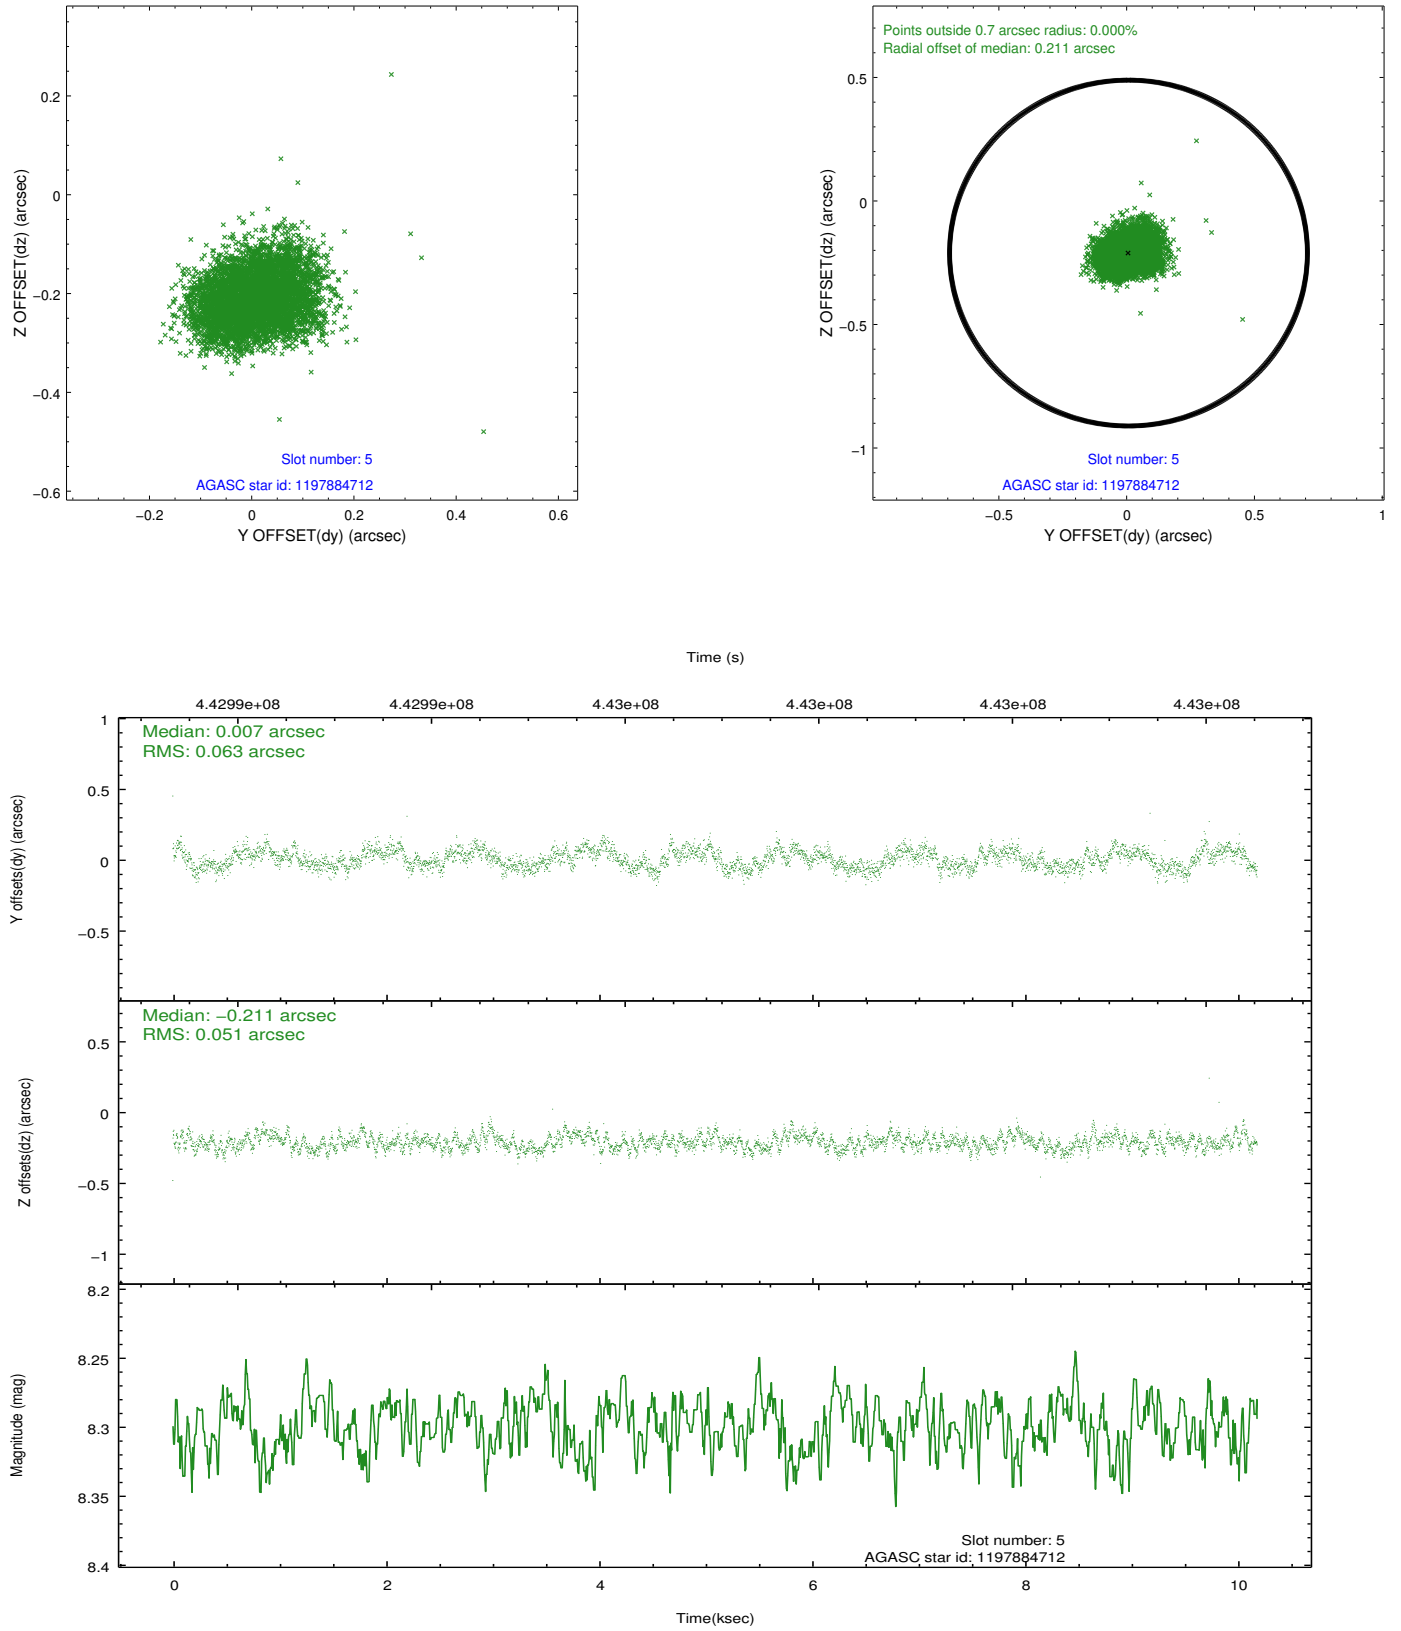 0.2
0
−0.2
−0.4
−0.6
Z OFFSET(dz) (arcsec)
Slot number: 5
AGASC star id: 1197884712
−0.2 0 0.2 0.4 0.6
Y OFFSET(dy) (arcsec)
Points outside 0.7 arcsec radius: 0.000%
Radial offset of median: 0.211 arcsec
0.5
0
−0.5
−1
Z OFFSET(dz) (arcsec)
Slot number: 5
AGASC star id: 1197884712
−0.5 0 0.5 1
Y OFFSET(dy) (arcsec)
Time (s)
4.4299e+08 4.4299e+08 4.43e+08 4.43e+08 4.43e+08 4.43e+08
Median: 0.007 arcsec
RMS: 0.063 arcsec
1
0.5
0
−0.5
Y offsets(dy) (arcsec)
Median: −0.211 arcsec
RMS: 0.051 arcsec
0.5
0
−0.5
−1
Z offsets(dz) (arcsec)
8.2
8.25
8.3
8.35
8.4
Magnitude (mag)
Slot number: 5
AGASC star id: 1197884712
0 2 4 6 8 10
Time(ksec)